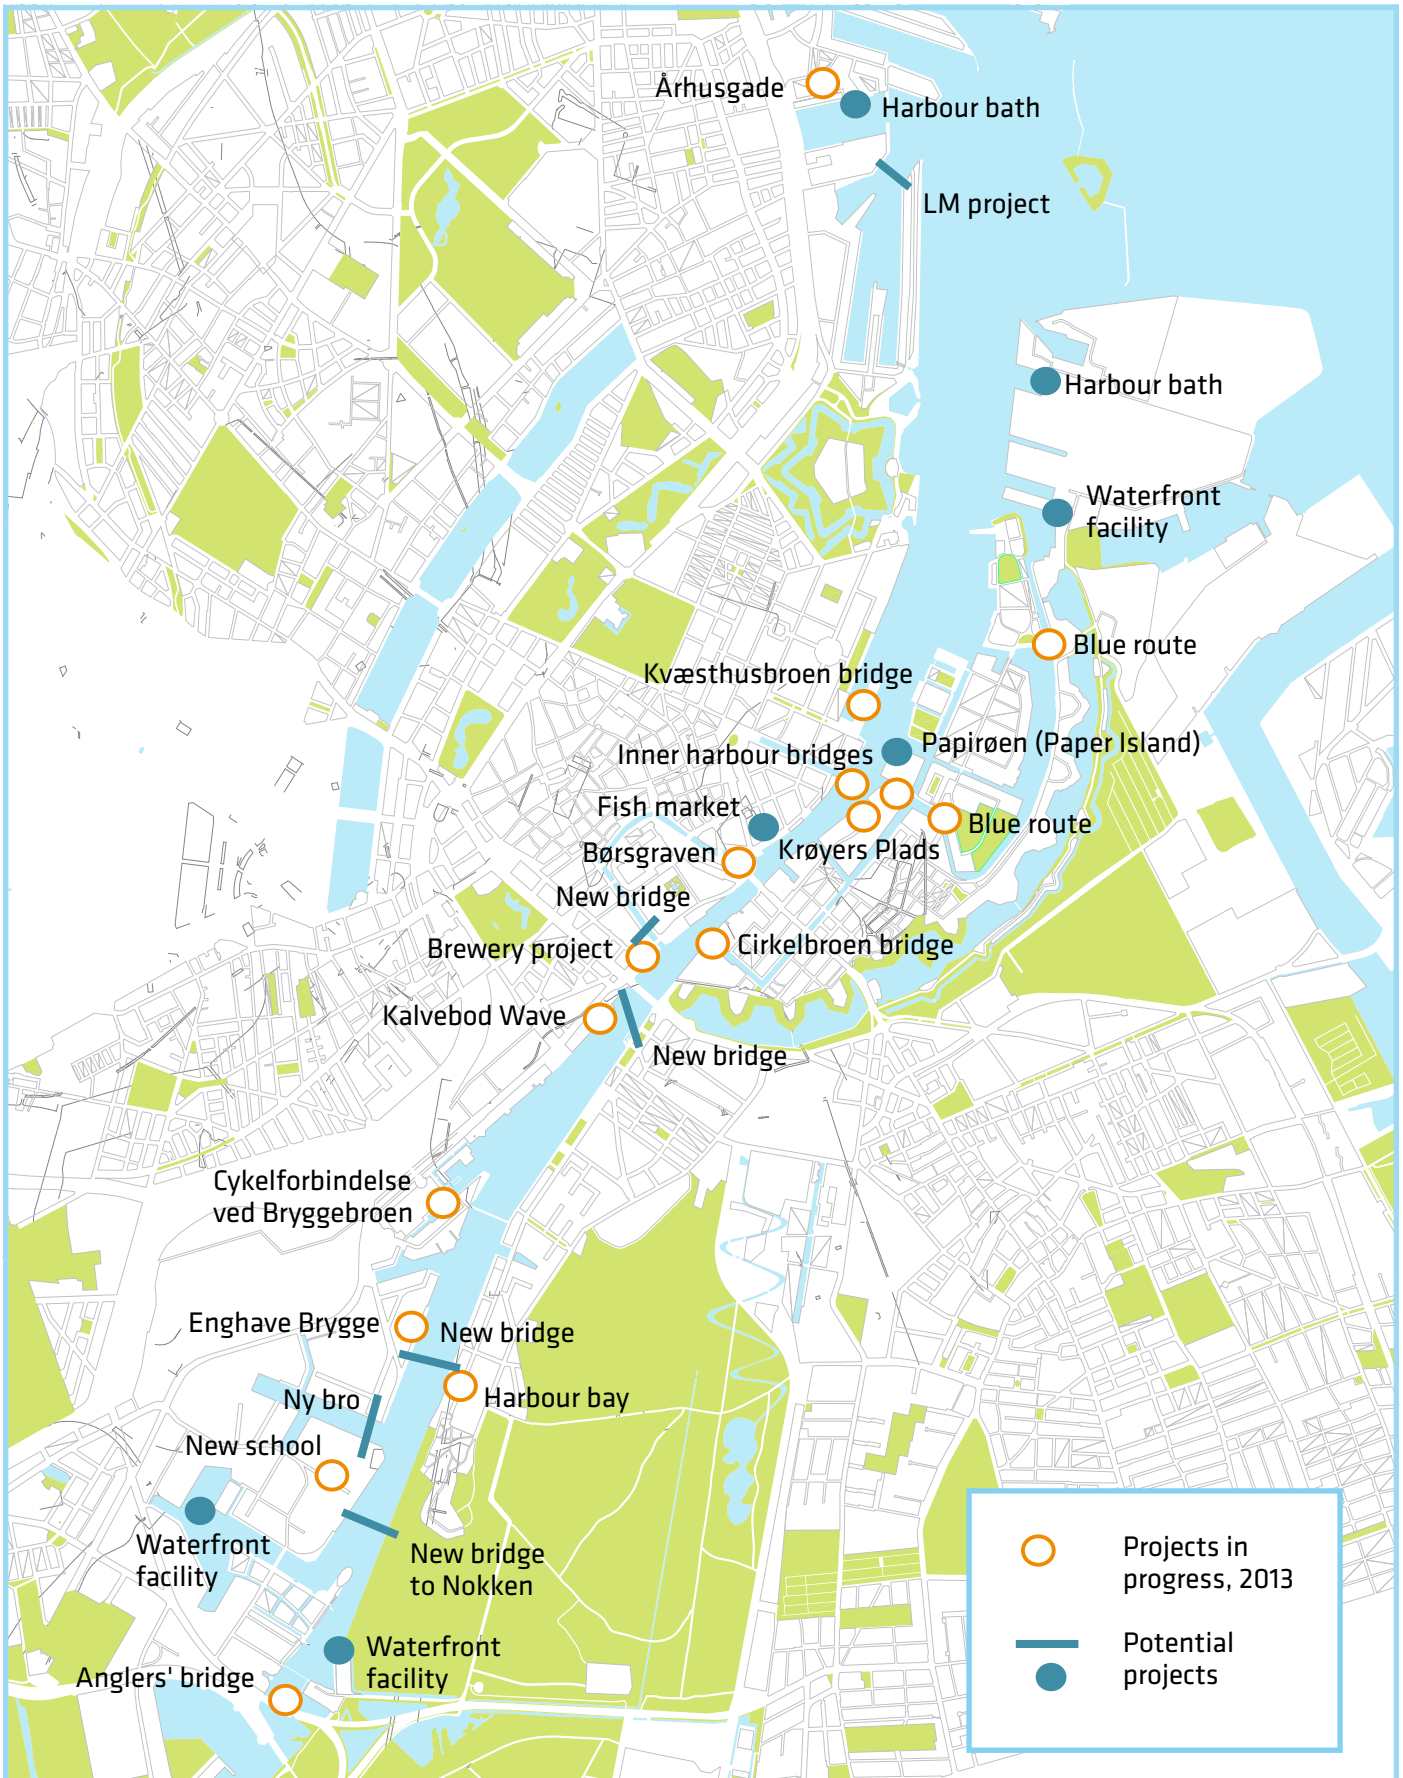 Århusgade
Harbour bath
LM project
Harbour bath
Waterfront
facility
Blue route
Kvæsthusbroen bridge
Papirøen (Paper Island)
Inner harbour bridges
Fish market
Blue route
Krøyers Plads
Børsgraven
New bridge
Brewery project
Cirkelbroen bridge
Kalvebod Wave
New bridge
Cykelforbindelse
ved Bryggebroen
Enghave Brygge
New bridge
Ny bro
Harbour bay
New school
Waterfront
facility
New bridge
to Nokken
Waterfront
facility
Anglers' bridge
Projects in
progress, 2013
Potential
projects